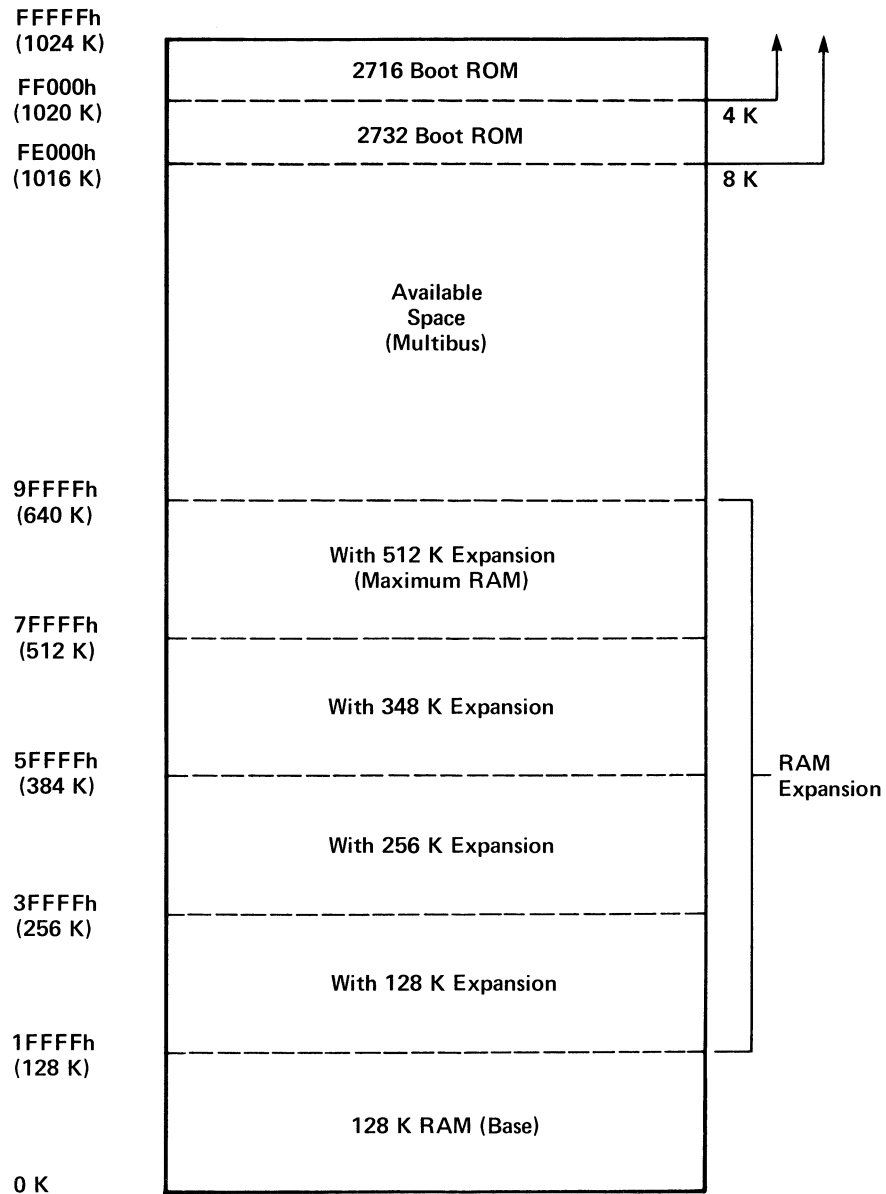 FFFFFh
(1024 K)
2716 Boot ROM
FF000h
(1020 K)
4 K
2732 Boot ROM
FE000h
(1016 K)
8 K
Available
Space
(Multibus)
9FFFFh
(640 K)
With 512 K Expansion
(Maximum RAM)
7FFFFh
(512 K)
With 348 K Expansion
5FFFFh
(384 K)
RAM
Expansion
With 256 K Expansion
3FFFFh
(256 K)
With 128 K Expansion
1FFFFh
(128 K)
128 K RAM (Base)
0 K